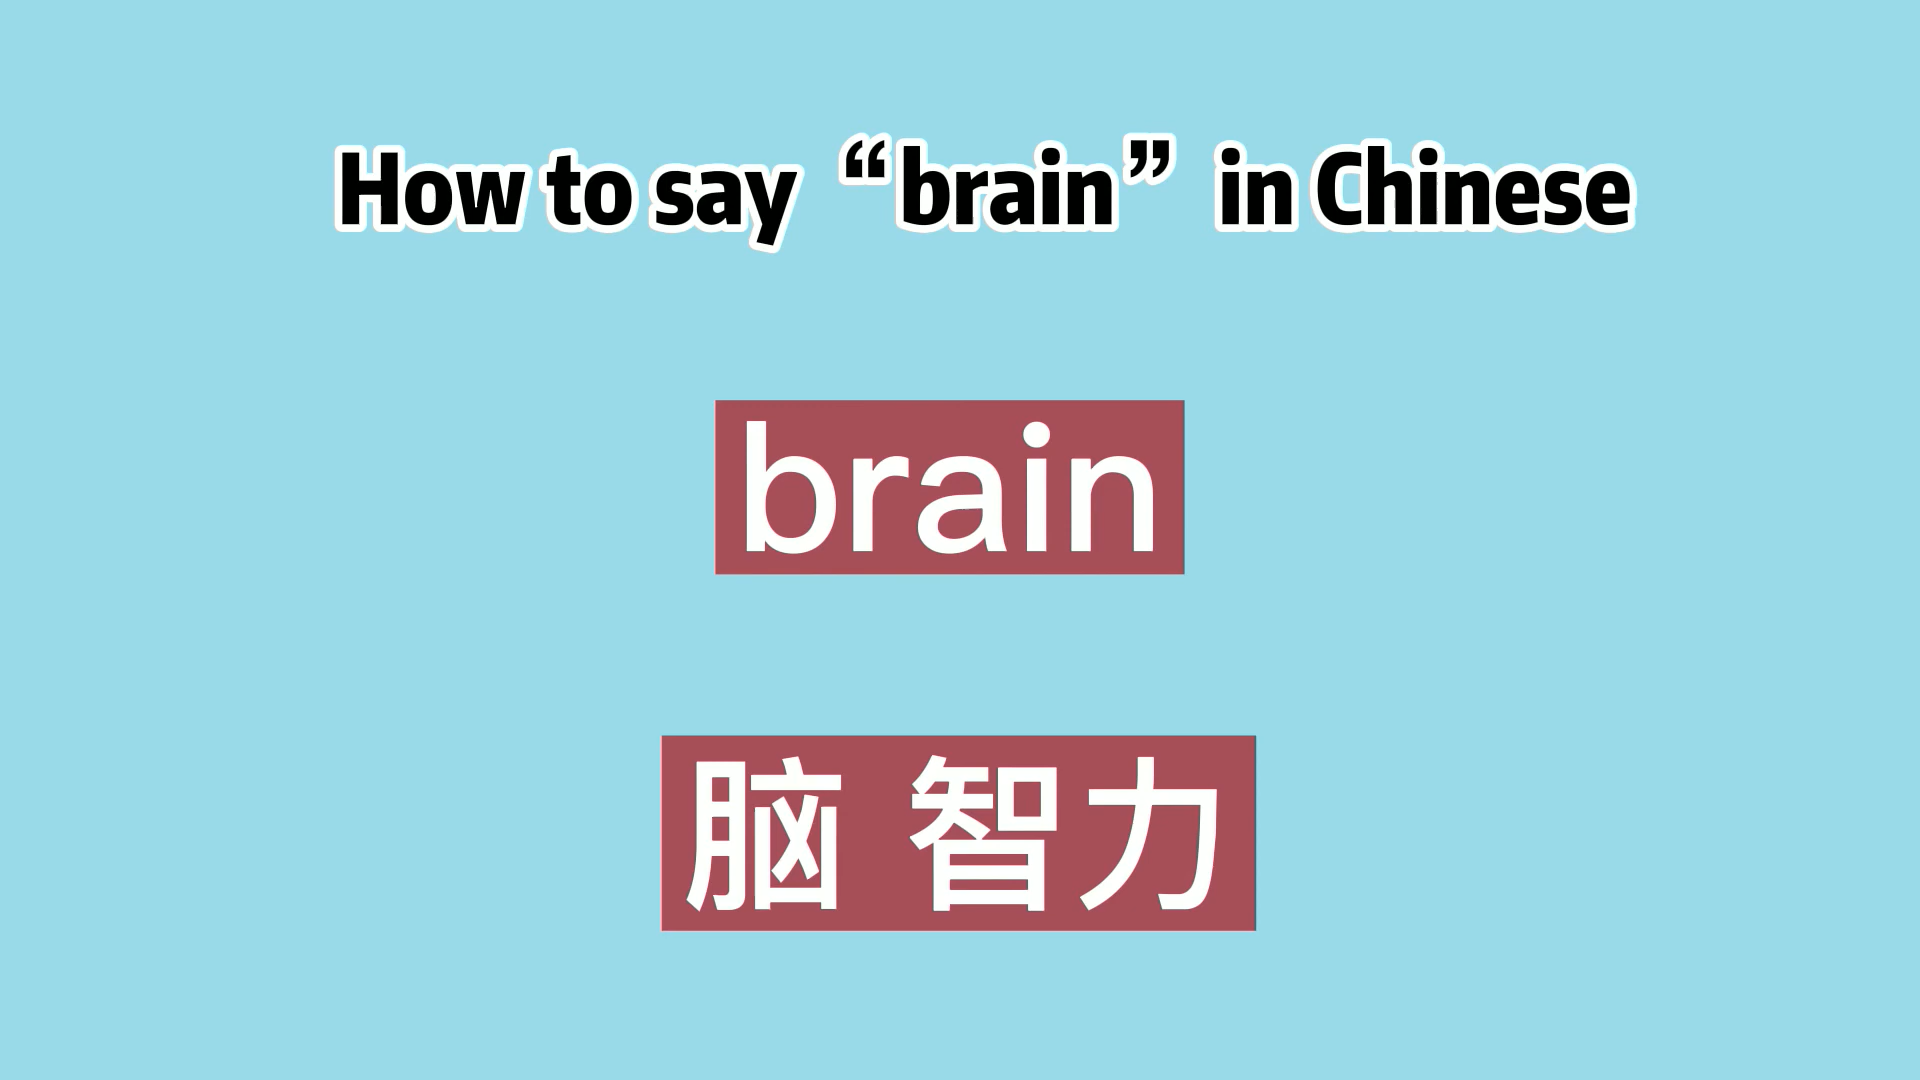 How to say “brain” in Chinese
brain
脑 智力